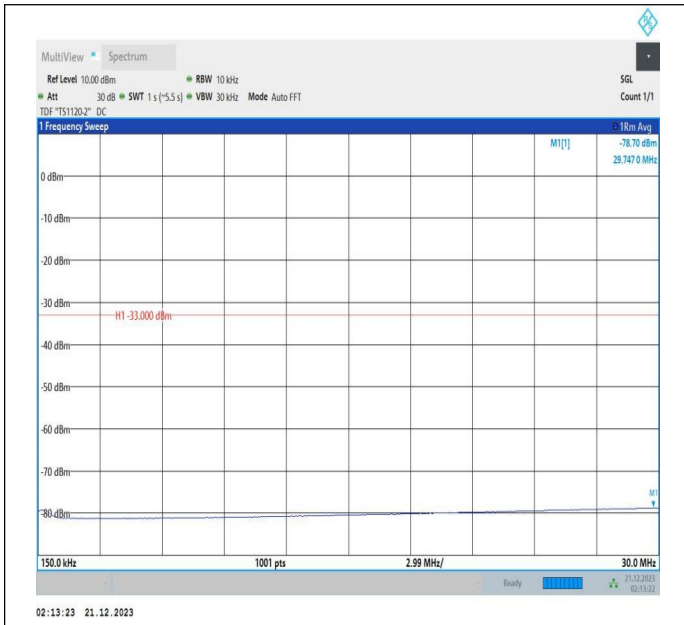 R S
MultiView Spectrum
Ref Level 10.00 dBm RBW 10 kHz SGL
Att 30 dB SWT 1 s (~5.5 s) VBW 30 kHz Mode Auto FFT Count 1/1
TDF "TS1120-2" DC
1 Frequency Sweep 1Rm Avg
M1[1] -78.70 dBm
29.747 0 MHz
0 dBm
-10 dBm
-20 dBm
-30 dBm
H1 -33.000 dBm
-40 dBm
-50 dBm
-60 dBm
-70 dBm
M1
-80 dBm
150.0 kHz 1001 pts 2.99 MHz/ 30.0 MHz
Ready 21.12.2023
02:13:22
02:13:23 21.12.2023